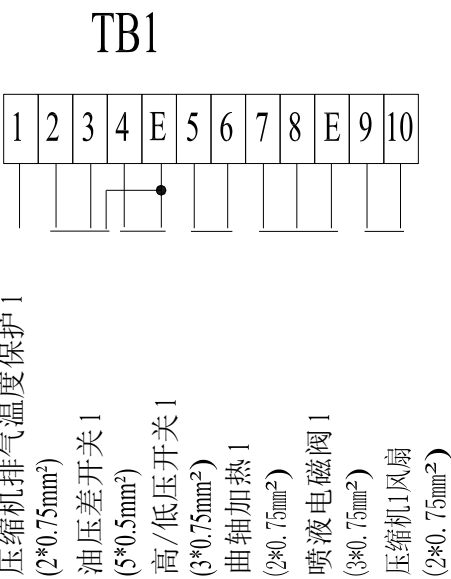 TB1
1 2 3 4 E 5 6 7 8 E 9 10
压缩机排气温度保护1
(2*0.75mm²)
油压差开关1
(5*0.5mm²)
高/低压开关1
(3*0.75mm²)
曲轴加热1
(2*0.75mm²)
喷液电磁阀1
(3*0.75mm²)
压缩机1风扇
(2*0.75mm²)